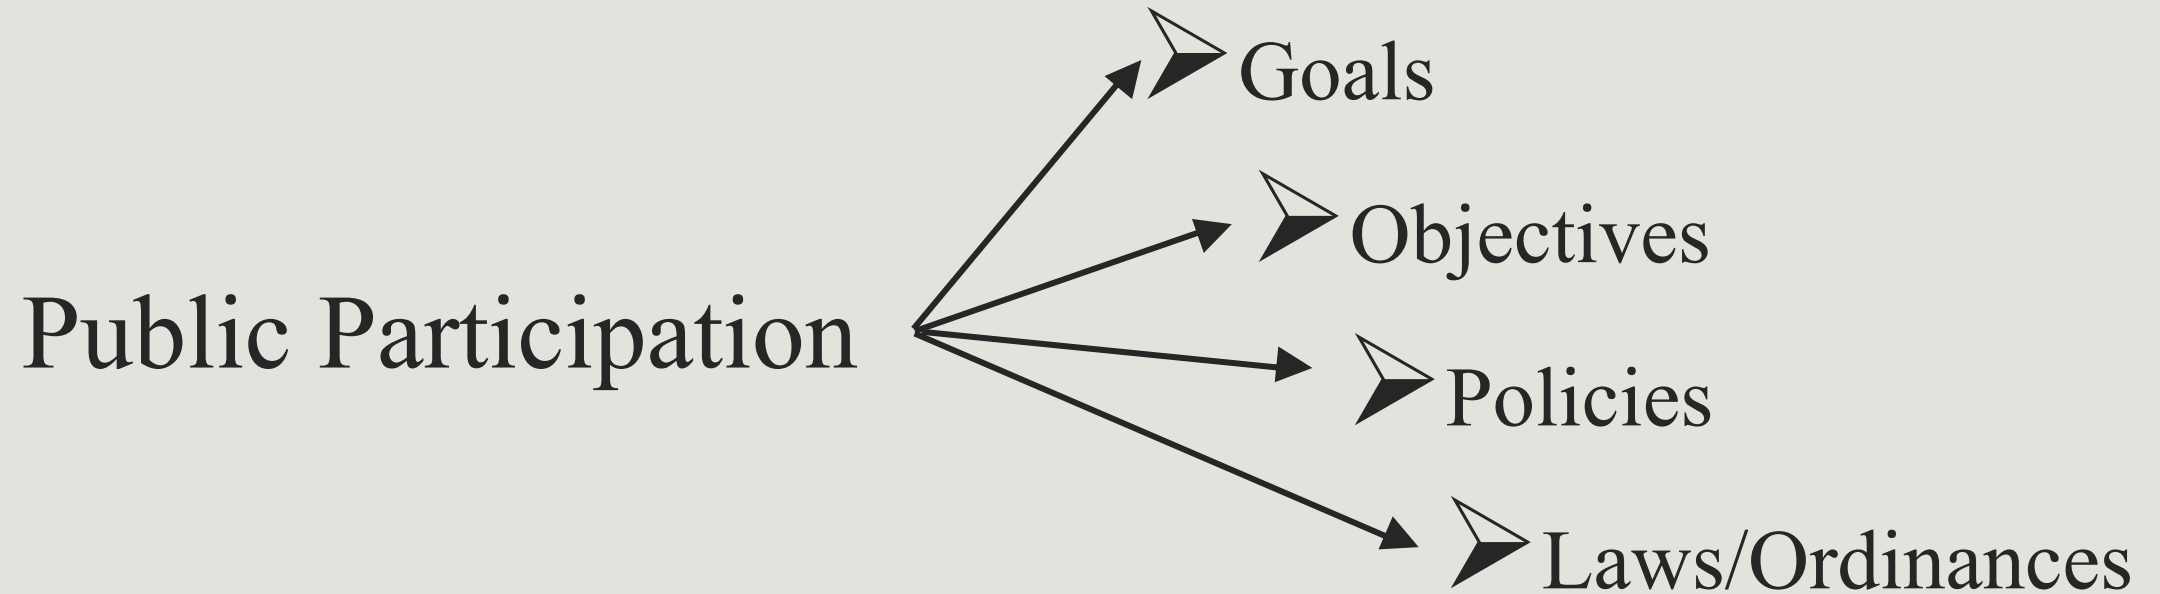 Goals
Objectives
Public Participation
Policies
Laws/Ordinances